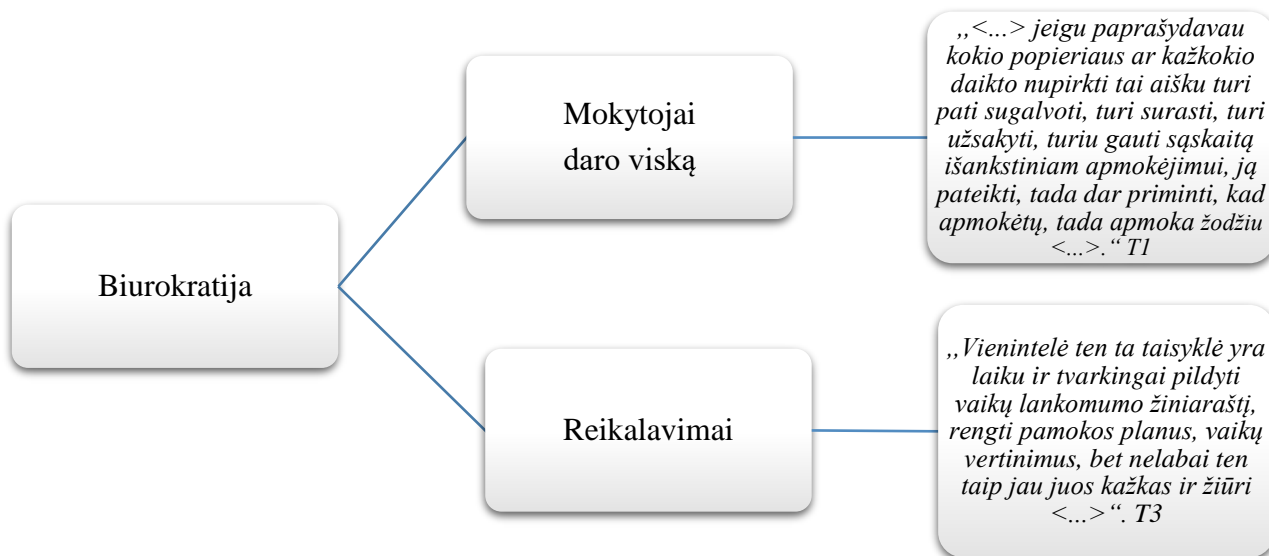 Biurokratija
Mokytojai
daro viską
,,<...> jeigu paprašydavau
kokio popieriaus ar kažkokio
daikto nupirkti tai aišku turi
pati sugalvoti, turi surasti, turi
užsakyti, turiu gauti sąskaitą
išankstiniam apmokėjimui, ją
pateikti, tada dar priminti, kad
apmokėtų, tada apmoka žodžiu
<...>.“ T1
Reikalavimai
,,Vienintelė ten ta taisyklė yra
laiku ir tvarkingai pildyti
vaikų lankomumo žiniaraštį,
rengti pamokos planus, vaikų
vertinimus, bet nelabai ten
taip jau juos kažkas ir žiūri
<...>“. T3